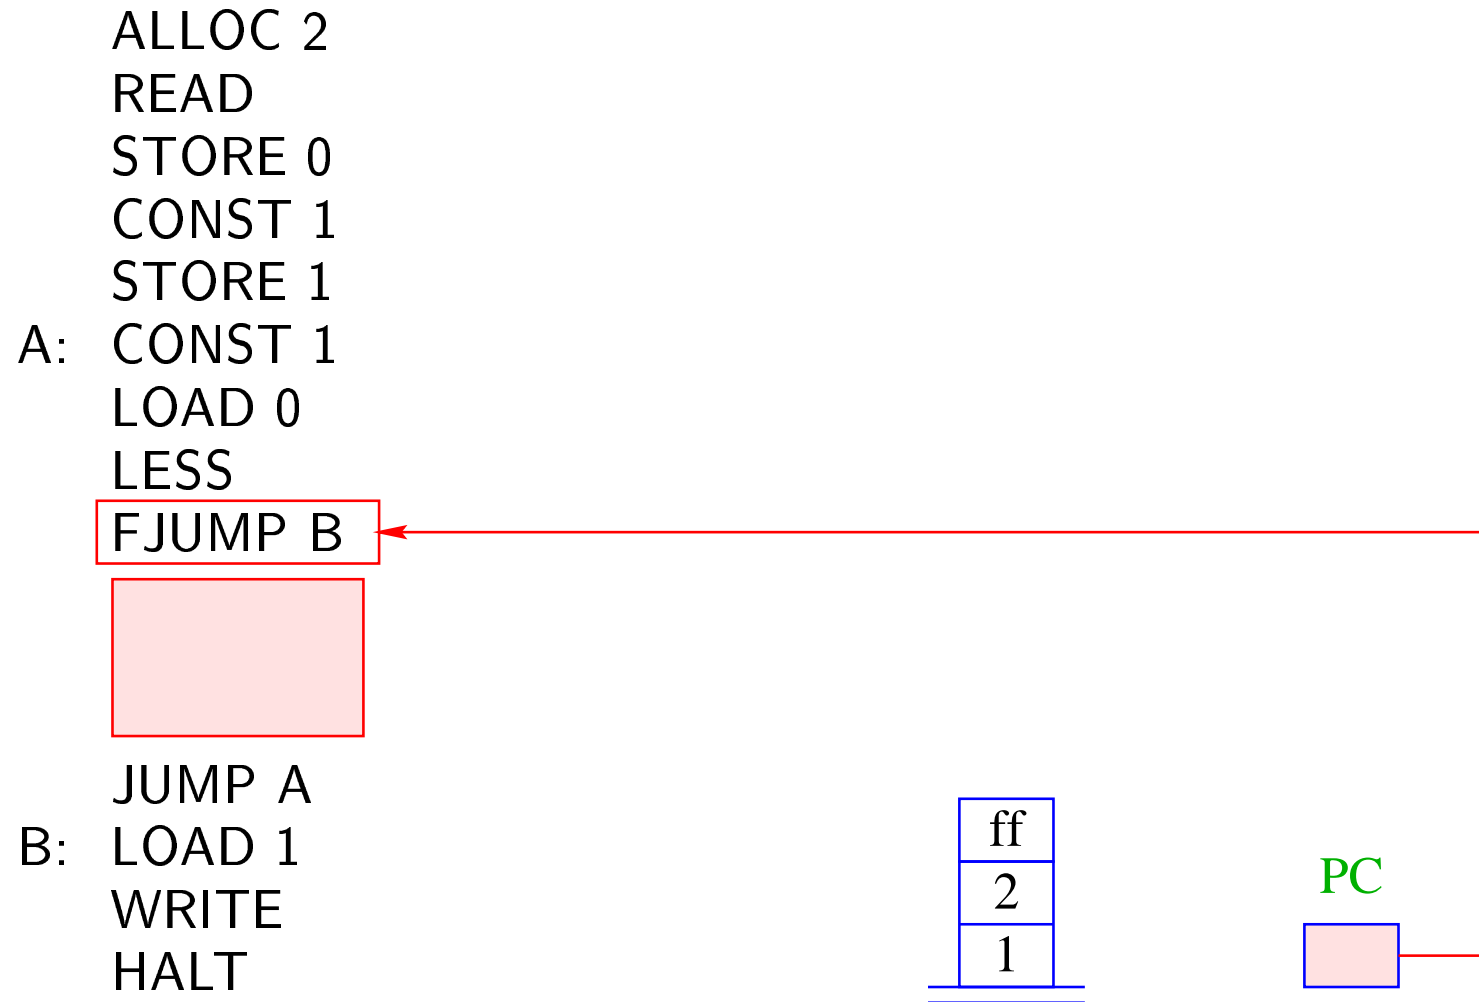 ALLOC 2
READ
STORE 0
CONST 1
STORE 1
A: CONST 1
LOAD 0
LESS
FJUMP B
JUMP A
B: LOAD 1
WRITE
HALT
ff
2
1
PC